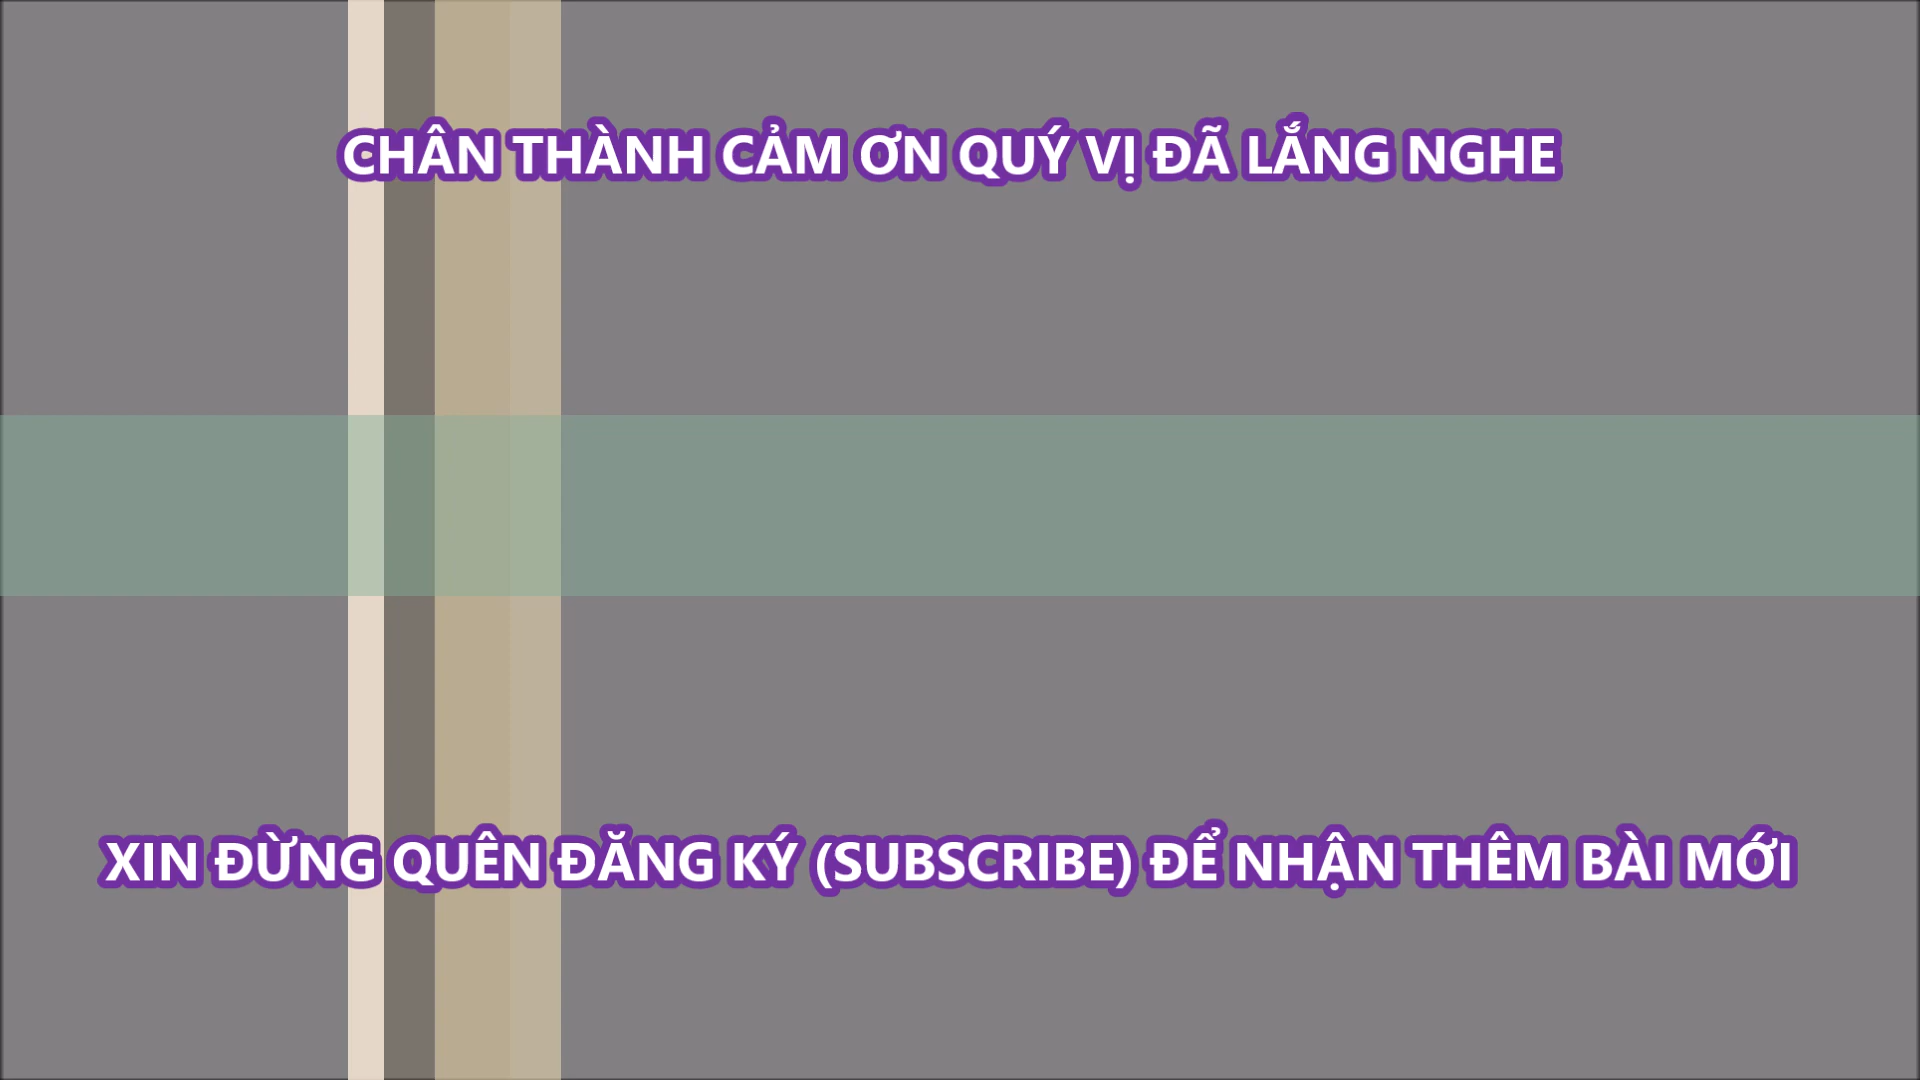 CHÂN THÀNH CẢM ƠN QUÝ VỊ ĐÃ LẮNG NGHE
XIN ĐỪNG QUÊN ĐĂNG KÝ (SUBSCRIBE) ĐỂ NHẬN THÊM BÀI MỚI